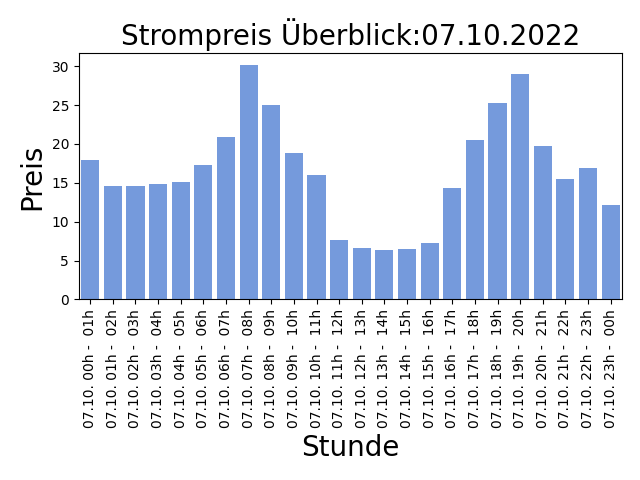 Strompreis Überblick:07.10.2022
Preis
30
25
20
15
10
5
0
07.10. 00h - 01h
07.10. 01h - 02h
07.10. 02h - 03h
07.10. 03h - 04h
07.10. 04h - 05h
07.10. 05h - 06h
07.10. 06h - 07h
07.10. 07h - 08h
07.10. 08h - 09h
07.10. 09h - 10h
07.10. 10h - 11h
07.10. 11h - 12h
07.10. 12h - 13h
07.10. 13h - 14h
07.10. 14h - 15h
07.10. 15h - 16h
07.10. 16h - 17h
07.10. 17h - 18h
07.10. 18h - 19h
07.10. 19h - 20h
07.10. 20h - 21h
07.10. 21h - 22h
07.10. 22h - 23h
07.10. 23h - 00h
Stunde